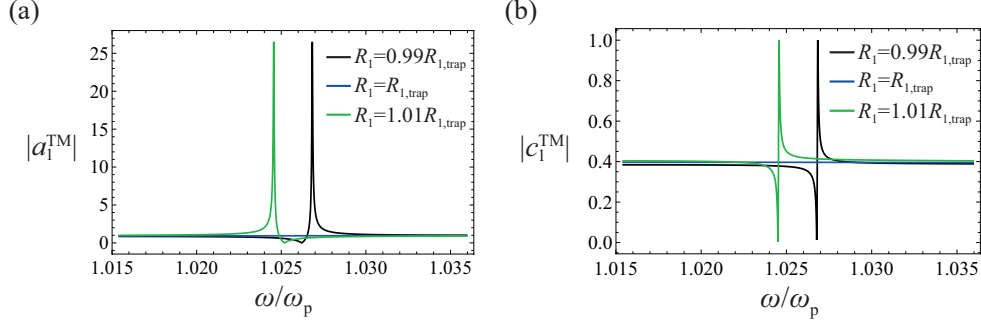 (a)
|a₁ᵀᴹ|
25
20
15
10
5
0
R₁=0.99R₁,trap
R₁=R₁,trap
R₁=1.01R₁,trap
1.015 1.020 1.025 1.030 1.035
ω/ωp
(b)
|c₁ᵀᴹ|
1.0
0.8
0.6
0.4
0.2
0.0
R₁=0.99R₁,trap
R₁=R₁,trap
R₁=1.01R₁,trap
1.015 1.020 1.025 1.030 1.035
ω/ωp